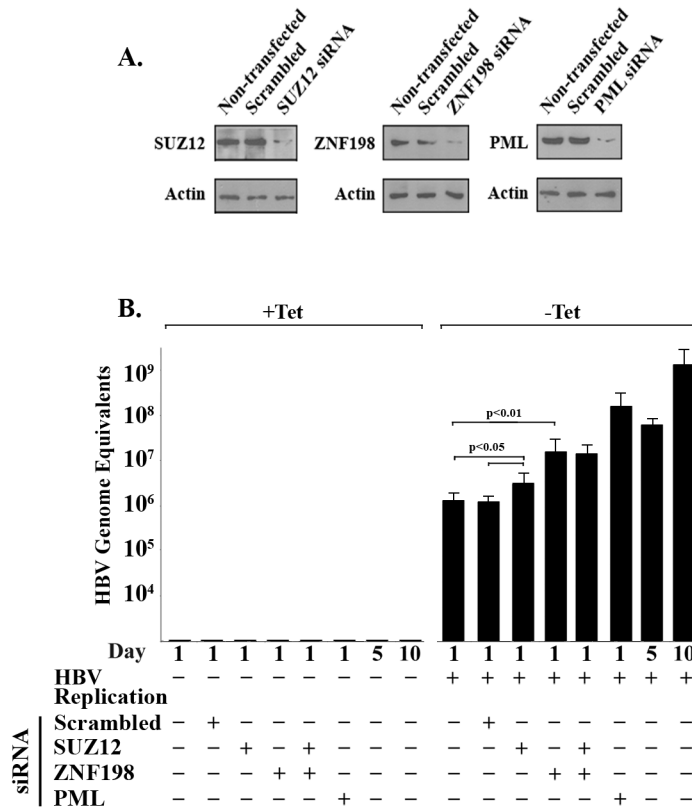 A.
Non-transfected
Scrambled
SUZ12 siRNA
Non-transfected
Scrambled
ZNF198 siRNA
Non-transfected
Scrambled
PML siRNA
SUZ12
ZNF198
PML
Actin
Actin
Actin
B.
+Tet
-Tet
HBV Genome Equivalents
10⁹
10⁸
10⁷
10⁶
10⁵
10⁴
p<0.01
p<0.05
Day 1 1 1 1 1 1 5 10 1 1 1 1 1 1 5 10
HBV Replication − − − − − − − − + + + + + + + +
siRNA
Scrambled − + − − − − − − − + − − − − − −
SUZ12 − − + − + − − − − − + − + − − −
ZNF198 − − − + + − − − − − − + + − − −
PML − − − − − + − − − − − − − + − −